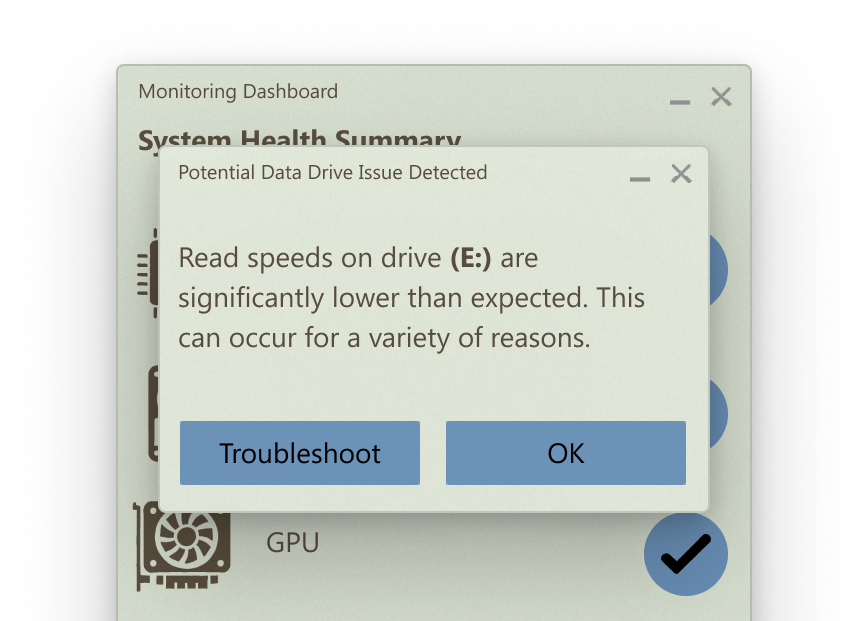 Monitoring Dashboard
System Health Summary
Potential Data Drive Issue Detected
Read speeds on drive (E:) are
significantly lower than expected. This
can occur for a variety of reasons.
Troubleshoot
OK
GPU